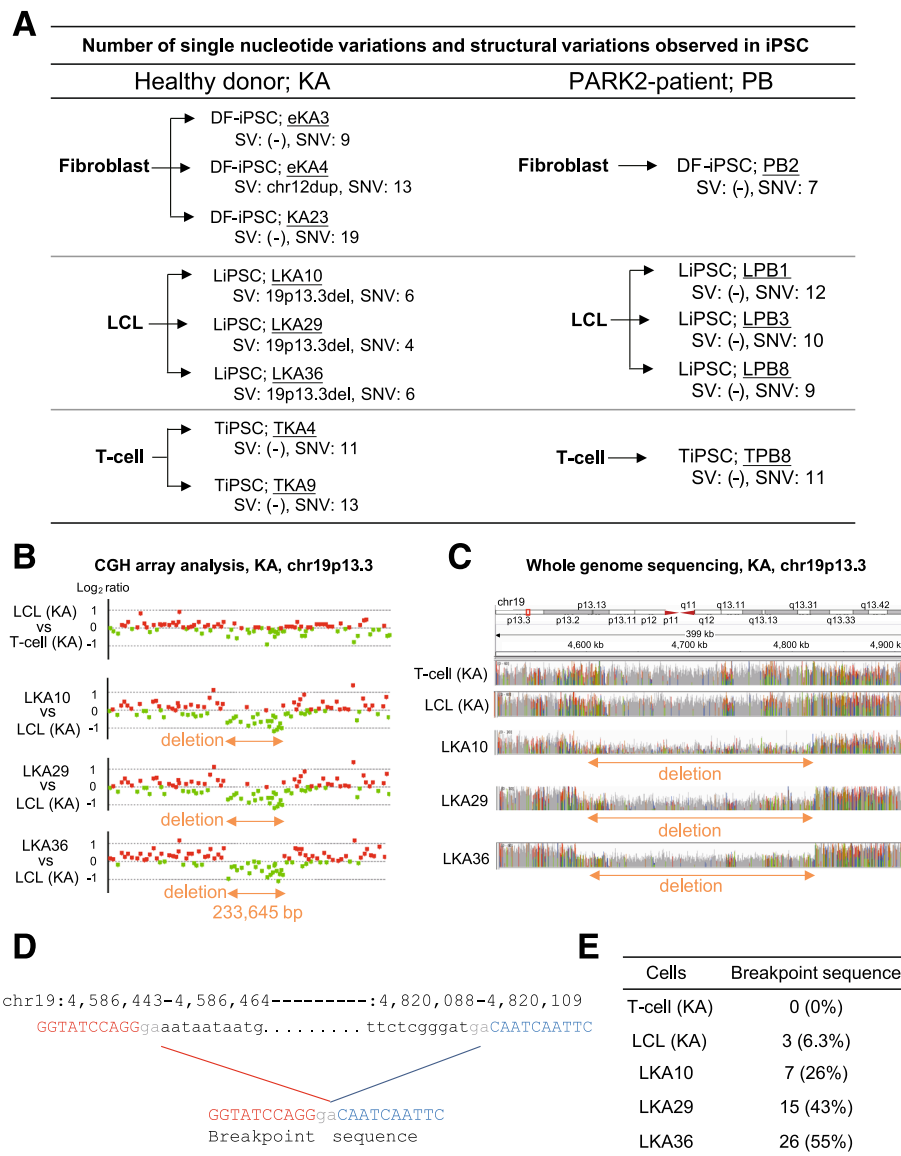 A
Number of single nucleotide variations and structural variations observed in iPSC
Healthy donor; KA
PARK2-patient; PB
Fibroblast
DF-iPSC; eKA3
SV: (-), SNV: 9
DF-iPSC; eKA4
SV: chr12dup, SNV: 13
DF-iPSC; KA23
SV: (-), SNV: 19
Fibroblast
DF-iPSC; PB2
SV: (-), SNV: 7
LCL
LiPSC; LKA10
SV: 19p13.3del, SNV: 6
LiPSC; LKA29
SV: 19p13.3del, SNV: 4
LiPSC; LKA36
SV: 19p13.3del, SNV: 6
LCL
LiPSC; LPB1
SV: (-), SNV: 12
LiPSC; LPB3
SV: (-), SNV: 10
LiPSC; LPB8
SV: (-), SNV: 9
T-cell
TiPSC; TKA4
SV: (-), SNV: 11
TiPSC; TKA9
SV: (-), SNV: 13
T-cell
TiPSC; TPB8
SV: (-), SNV: 11
B
CGH array analysis, KA, chr19p13.3
Log2 ratio
LCL (KA)
vs
T-cell (KA)
1
0
-1
LKA10
vs
LCL (KA)
1
0
-1
deletion
LKA29
vs
LCL (KA)
1
0
-1
deletion
LKA36
vs
LCL (KA)
1
0
-1
deletion
233,645 bp
C
Whole genome sequencing, KA, chr19p13.3
chr19
p13.13 q11 p13.11 q13.31 q13.42
p13.3 p13.2 p13.11 p12 p11 q12 q13.13 q13.33
399 kb
4,600 kb 4,700 kb 4,800 kb 4,900
T-cell (KA)
LCL (KA)
LKA10
deletion
LKA29
deletion
LKA36
deletion
D
chr19:4,586,443-4,586,464----------:4,820,088-4,820,109
GGTATCCAGGgaaataataatg.........ttctcgggatgaCAATCAATTC
GGTATCCAGGgaCAATCAATTC
Breakpoint sequence
E
Cells Breakpoint sequence
T-cell (KA) 0 (0%)
LCL (KA) 3 (6.3%)
LKA10 7 (26%)
LKA29 15 (43%)
LKA36 26 (55%)